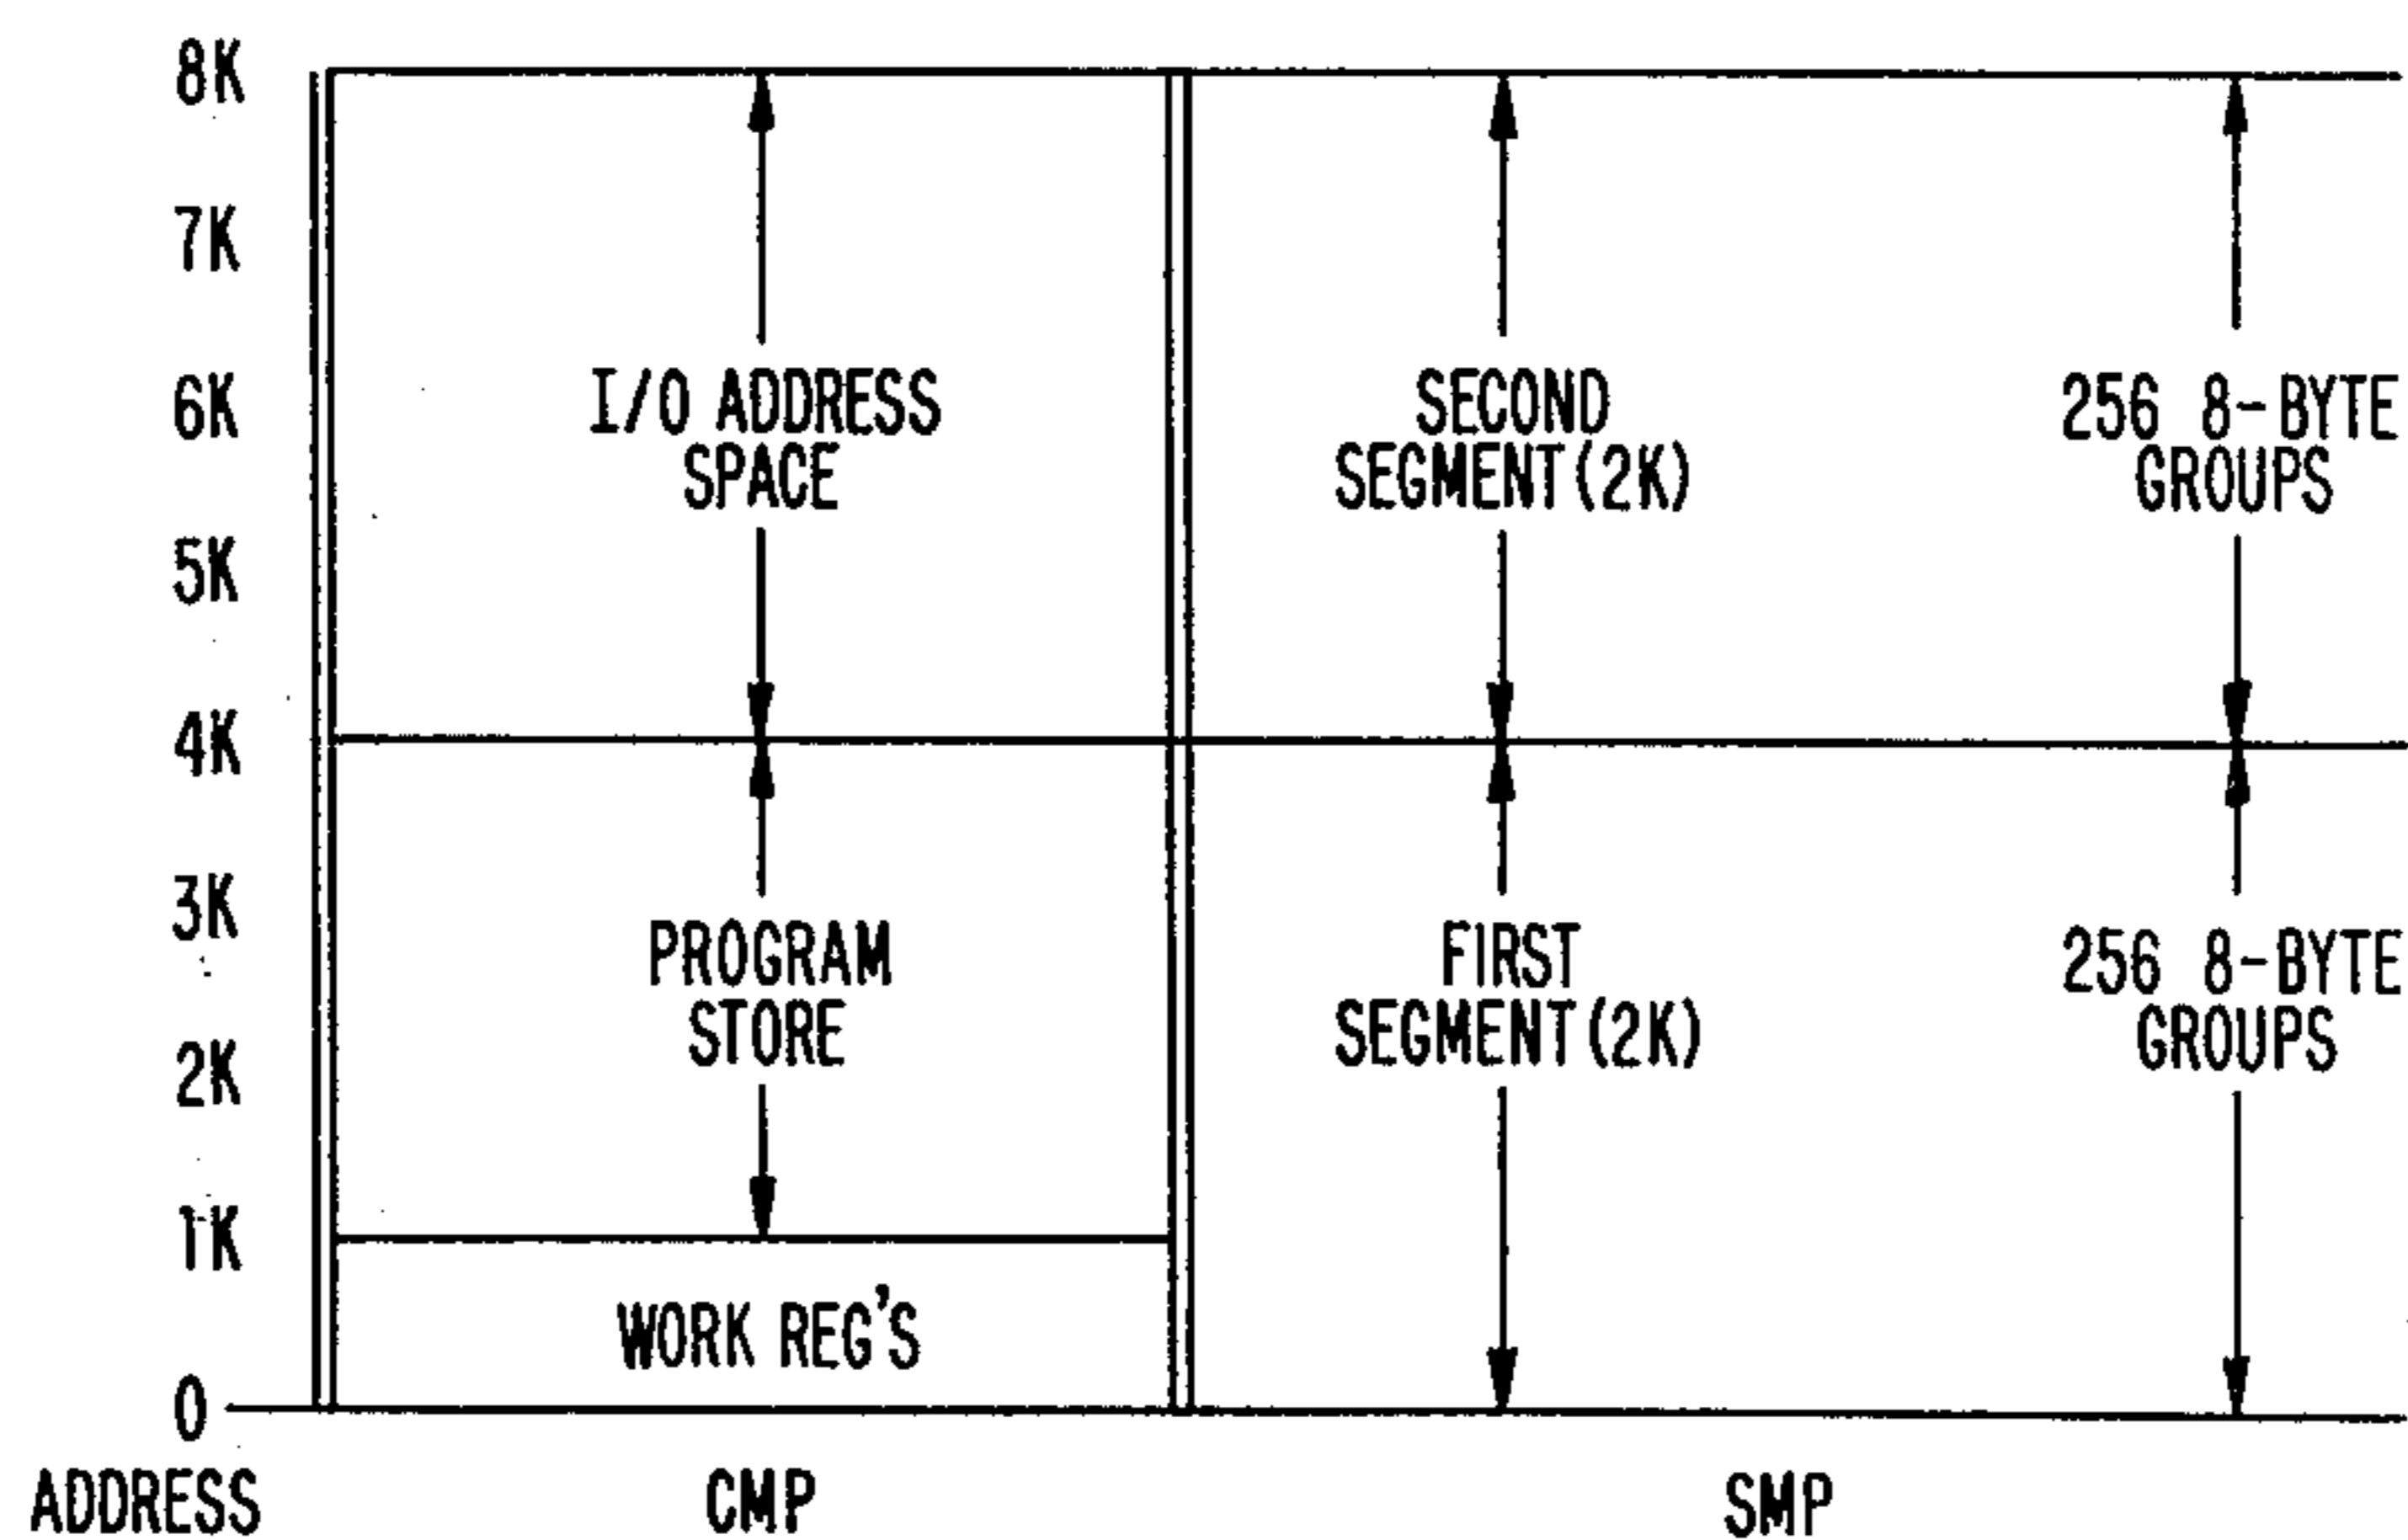 8K
7K
6K
5K
4K
3K
2K
1K
0
ADDRESS
I/O ADDRESS
SPACE
PROGRAM
STORE
WORK REG'S
CMP
SECOND
SEGMENT(2K)
FIRST
SEGMENT(2K)
256 8-BYTE
GROUPS
256 8-BYTE
GROUPS
SMP